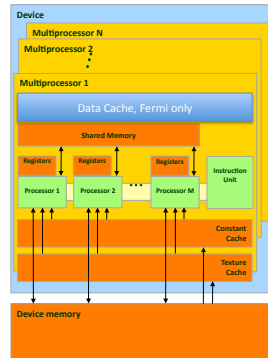 Device
Multiprocessor N
Multiprocessor 2
Multiprocessor 1
Data Cache, Fermi only
Shared Memory
Registers
Registers
Registers
Processor 1
Processor 2
•••
Processor M
Instruction
Unit
Constant
Cache
Texture
Cache
Device memory